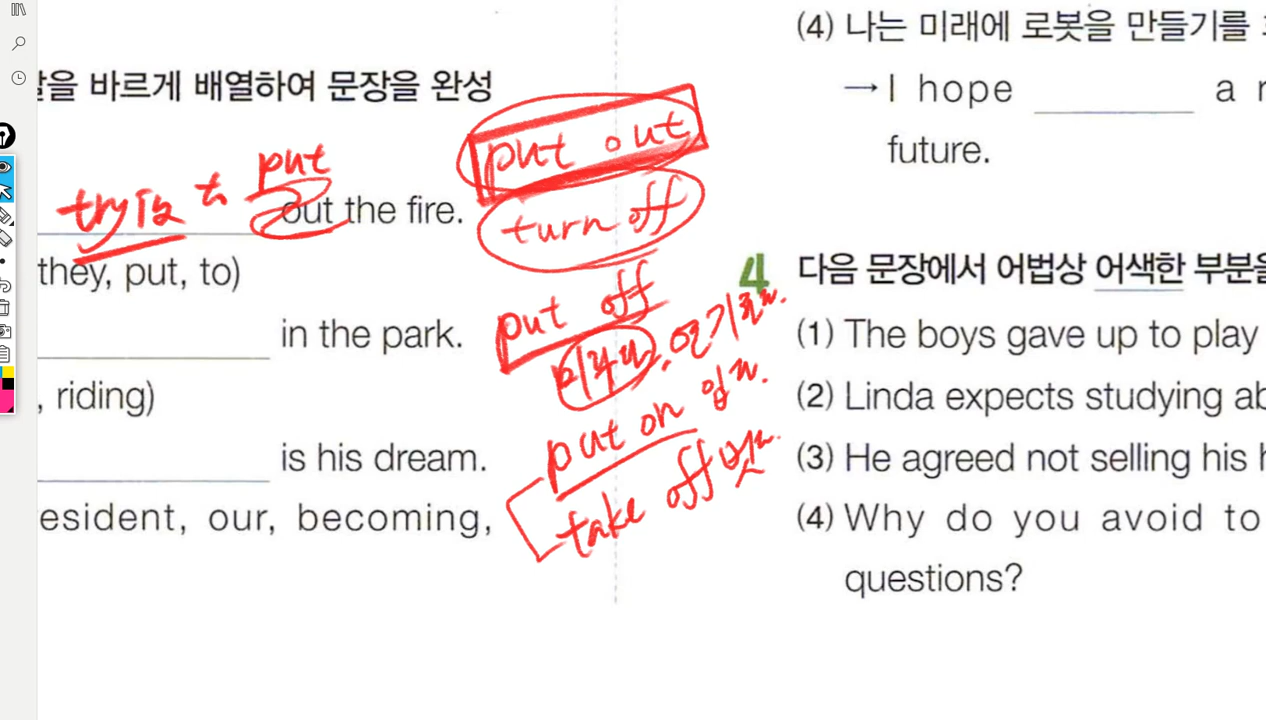 을 바르게 배열하여 문장을 완성
put out
put
try to
out the fire.
turn off
they, put, to)
put off
미루다, 연기하다.
in the park.
put on 입다.
, riding)
take off 벗다.
is his dream.
esident, our, becoming,
(4) 나는 미래에 로봇을 만들기를
→ I hope a
future.
4 다음 문장에서 어법상 어색한 부분을
(1) The boys gave up to play
(2) Linda expects studying ab
(3) He agreed not selling his
(4) Why do you avoid to
questions?